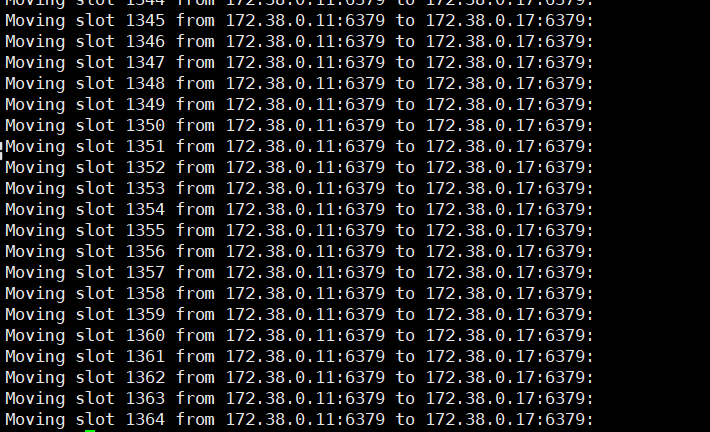 Moving slot 1344 from 172.38.0.11:6379 to 172.38.0.17:6379:
Moving slot 1345 from 172.38.0.11:6379 to 172.38.0.17:6379:
Moving slot 1346 from 172.38.0.11:6379 to 172.38.0.17:6379:
Moving slot 1347 from 172.38.0.11:6379 to 172.38.0.17:6379:
Moving slot 1348 from 172.38.0.11:6379 to 172.38.0.17:6379:
Moving slot 1349 from 172.38.0.11:6379 to 172.38.0.17:6379:
Moving slot 1350 from 172.38.0.11:6379 to 172.38.0.17:6379:
Moving slot 1351 from 172.38.0.11:6379 to 172.38.0.17:6379:
Moving slot 1352 from 172.38.0.11:6379 to 172.38.0.17:6379:
Moving slot 1353 from 172.38.0.11:6379 to 172.38.0.17:6379:
Moving slot 1354 from 172.38.0.11:6379 to 172.38.0.17:6379:
Moving slot 1355 from 172.38.0.11:6379 to 172.38.0.17:6379:
Moving slot 1356 from 172.38.0.11:6379 to 172.38.0.17:6379:
Moving slot 1357 from 172.38.0.11:6379 to 172.38.0.17:6379:
Moving slot 1358 from 172.38.0.11:6379 to 172.38.0.17:6379:
Moving slot 1359 from 172.38.0.11:6379 to 172.38.0.17:6379:
Moving slot 1360 from 172.38.0.11:6379 to 172.38.0.17:6379:
Moving slot 1361 from 172.38.0.11:6379 to 172.38.0.17:6379:
Moving slot 1362 from 172.38.0.11:6379 to 172.38.0.17:6379:
Moving slot 1363 from 172.38.0.11:6379 to 172.38.0.17:6379:
Moving slot 1364 from 172.38.0.11:6379 to 172.38.0.17:6379: